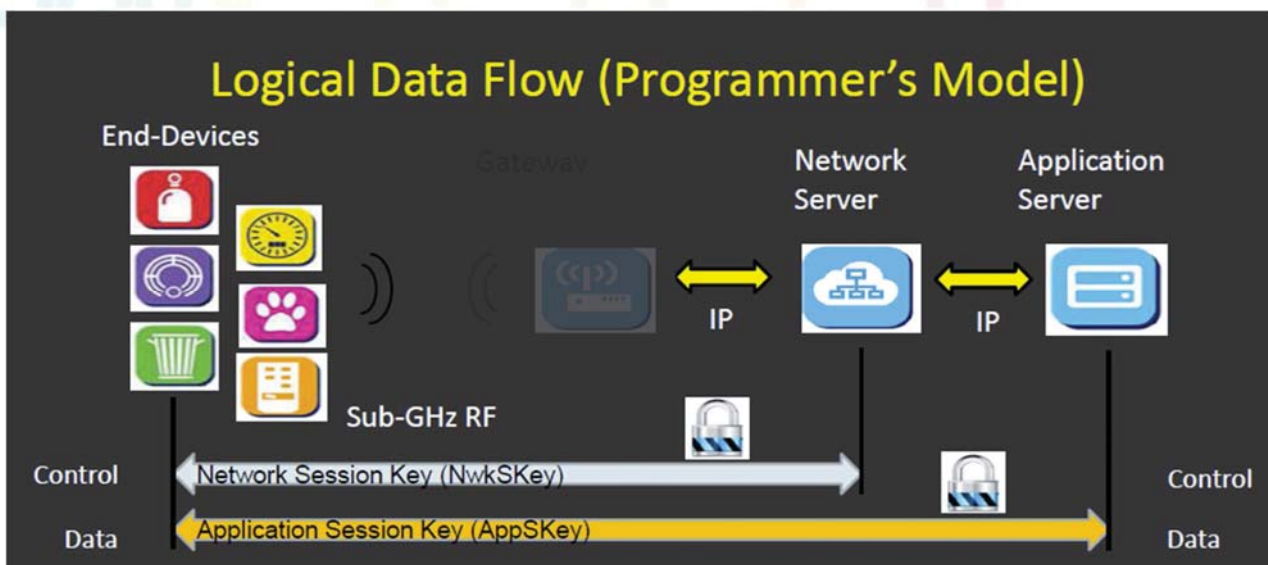 Logical Data Flow (Programmer's Model)
End-Devices
Gateway
Network
Server
Application
Server
IP
IP
Sub-GHz RF
Control
Network Session Key (NwkSKey)
Control
Data
Application Session Key (AppSKey)
Data